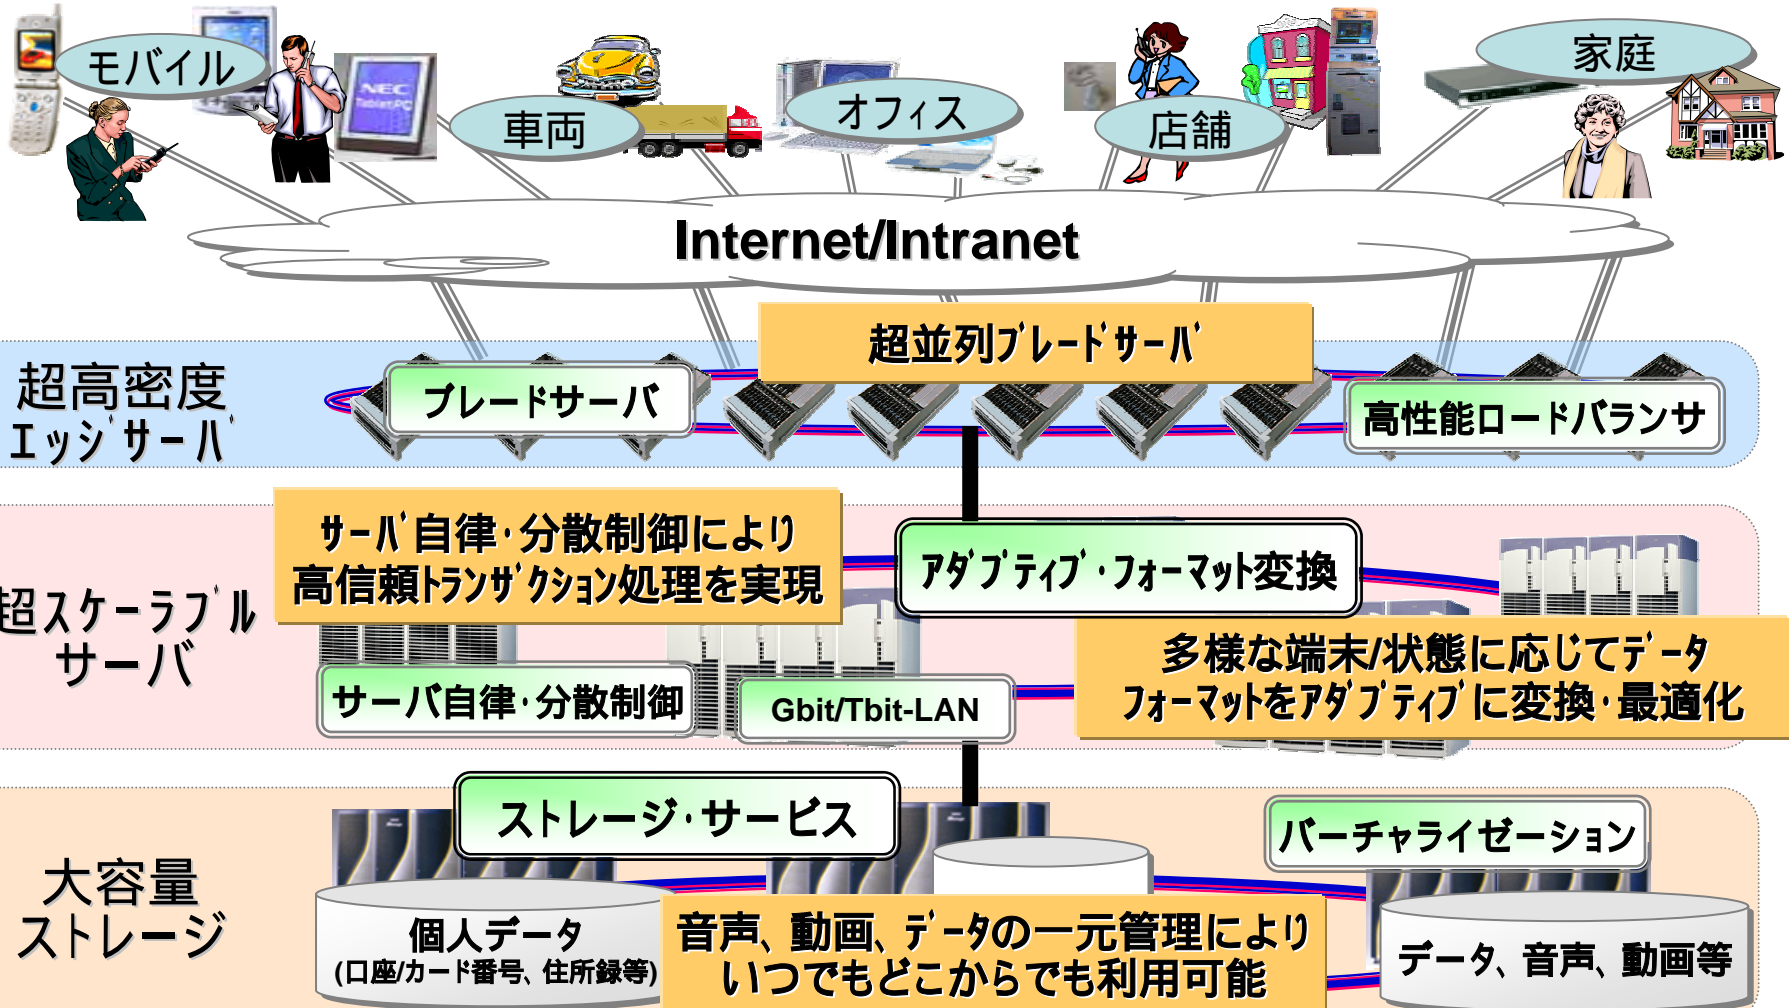 モバイル
NEC
TabletPC
車両
オフィス
店舗
家庭
Internet/Intranet
超並列ﾌﾞﾚｰﾄﾞｻｰﾊﾞ
超高密度
ｴｯｼﾞｻｰﾊﾞ
ブレードサーバ
高性能ロードバランサ
ｻｰﾊﾞ自律･分散制御により
高信頼ﾄﾗﾝｻﾞｸｼｮﾝ処理を実現
ｱﾀﾞﾌﾟﾃｨﾌﾞ･ﾌｫｰﾏｯﾄ変換
超ｽｹｰﾗﾌﾞﾙ
サーバ
多様な端末/状態に応じてﾃﾞｰﾀ
ﾌｫｰﾏｯﾄをｱﾀﾞﾌﾟﾃｨﾌﾞに変換･最適化
サーバ自律･分散制御
Gbit/Tbit-LAN
ストレージ･サービス
バーチャライゼーション
大容量
ストレージ
個人データ
(口座/カード番号、住所録等)
音声、動画、ﾃﾞｰﾀの一元管理により
いつでもどこからでも利用可能
データ、音声、動画等